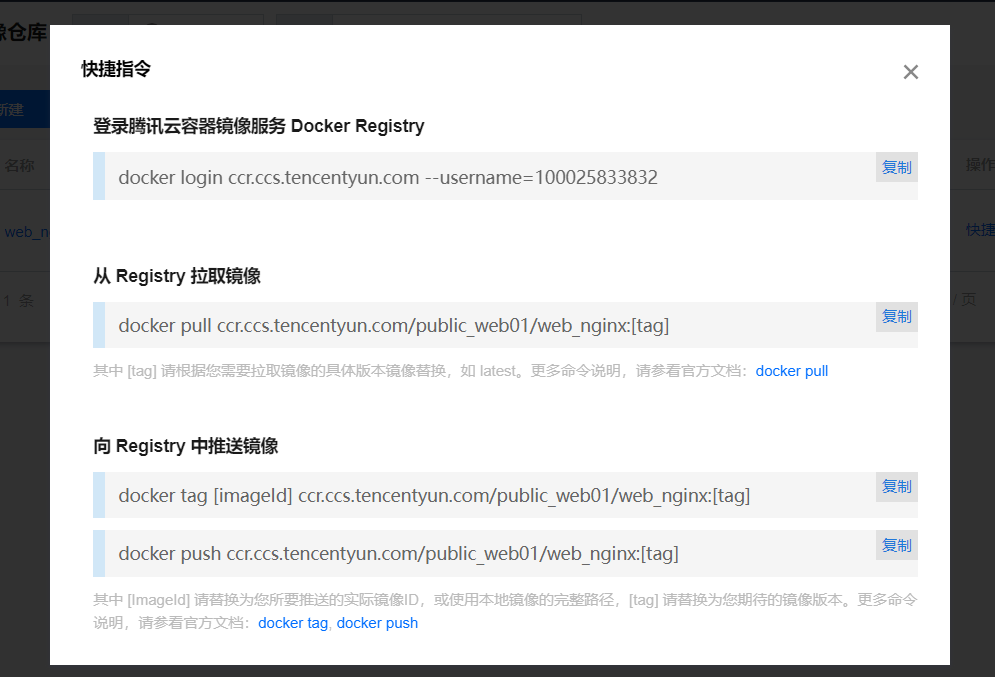 像仓库
快捷指令
新建
登录腾讯云容器镜像服务 Docker Registry
名称
操作
docker login ccr.ccs.tencentyun.com --username=100025833832
复制
web_n
快捷
从 Registry 拉取镜像
1 条
/ 页
docker pull ccr.ccs.tencentyun.com/public_web01/web_nginx:[tag]
复制
其中 [tag] 请根据您需要拉取镜像的具体版本镜像替换，如 latest。更多命令说明，请参看官方文档：docker pull
向 Registry 中推送镜像
docker tag [imageId] ccr.ccs.tencentyun.com/public_web01/web_nginx:[tag]
复制
docker push ccr.ccs.tencentyun.com/public_web01/web_nginx:[tag]
复制
其中 [ImageId] 请替换为您所要推送的实际镜像ID，或使用本地镜像的完整路径，[tag] 请替换为您期待的镜像版本。更多命令
说明，请参看官方文档：docker tag, docker push